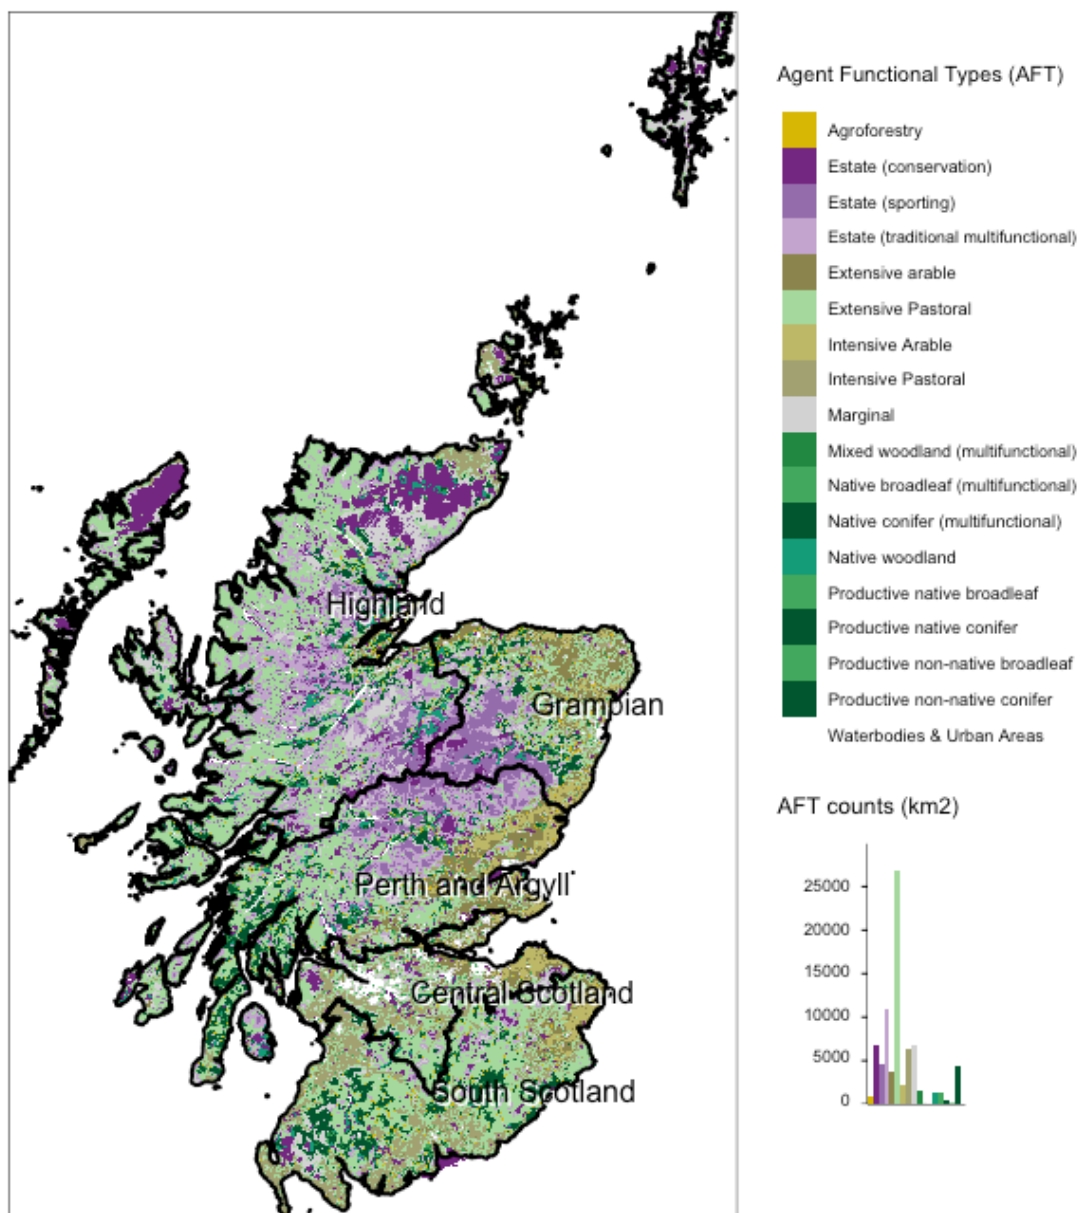 Agent Functional Types (AFT)
Agroforestry
Estate (conservation)
Estate (sporting)
Estate (traditional multifunctional)
Extensive arable
Extensive Pastoral
Intensive Arable
Intensive Pastoral
Marginal
Mixed woodland (multifunctional)
Native broadleaf (multifunctional)
Native conifer (multifunctional)
Native woodland
Productive native broadleaf
Productive native conifer
Productive non-native broadleaf
Productive non-native conifer
Waterbodies & Urban Areas
AFT counts (km2)
25000
20000
15000
10000
5000
0
Highland
Grampian
Perth and Argyll
Central Scotland
South Scotland